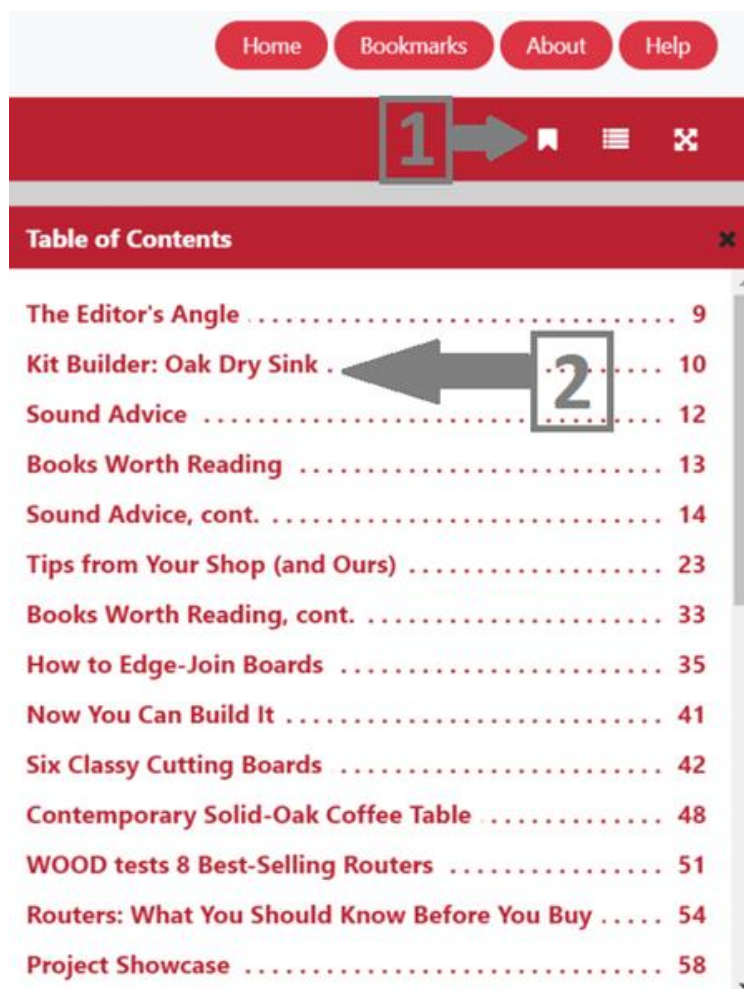 Home Bookmarks About Help
1
Table of Contents
The Editor's Angle . . . . . . . . . . . . . . . . . . . . . . . . . . . . . . 9
Kit Builder: Oak Dry Sink . . . . . . . . 10
2
Sound Advice . . . . . . . . . . . . . . . . . . . . . . . . . . . . . . . . 12
Books Worth Reading . . . . . . . . . . . . . . . . . . . . . . . . . 13
Sound Advice, cont. . . . . . . . . . . . . . . . . . . . . . . . . . . . 14
Tips from Your Shop (and Ours) . . . . . . . . . . . . . . . . . . 23
Books Worth Reading, cont. . . . . . . . . . . . . . . . . . . . . . 33
How to Edge-Join Boards . . . . . . . . . . . . . . . . . . . . . . 35
Now You Can Build It . . . . . . . . . . . . . . . . . . . . . . . . . . 41
Six Classy Cutting Boards . . . . . . . . . . . . . . . . . . . . . . 42
Contemporary Solid-Oak Coffee Table . . . . . . . . . . . . . 48
WOOD tests 8 Best-Selling Routers . . . . . . . . . . . . . . . 51
Routers: What You Should Know Before You Buy . . . . . 54
Project Showcase . . . . . . . . . . . . . . . . . . . . . . . . . . . . . 58